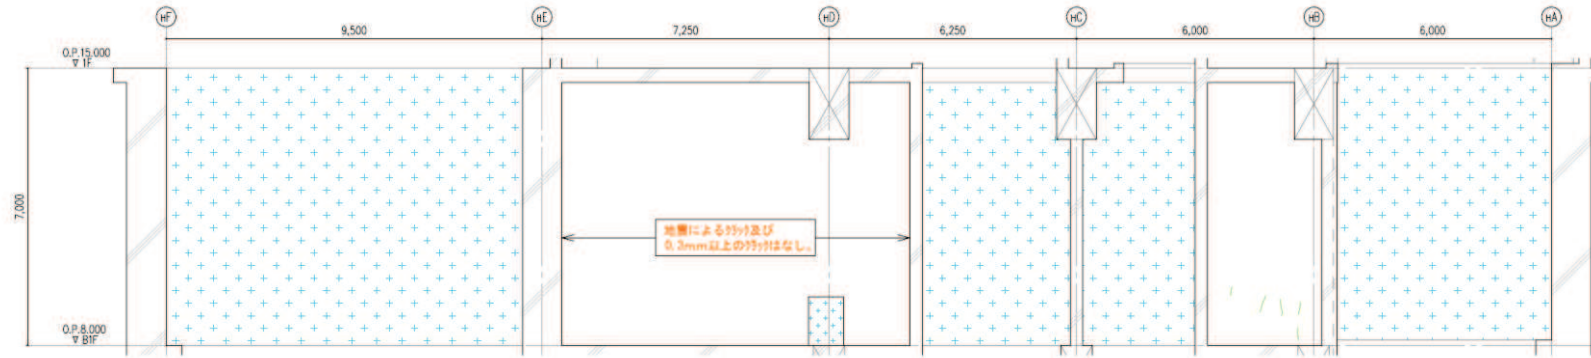 HF HE HD HC HB HA
9,500 7,250 6,250 6,000 6,000
O.P.15,000
▽ 1F
7,000
地震によるクラック及び
0.3mm以上のクラックはなし。
O.P.8,000
▽ B1F